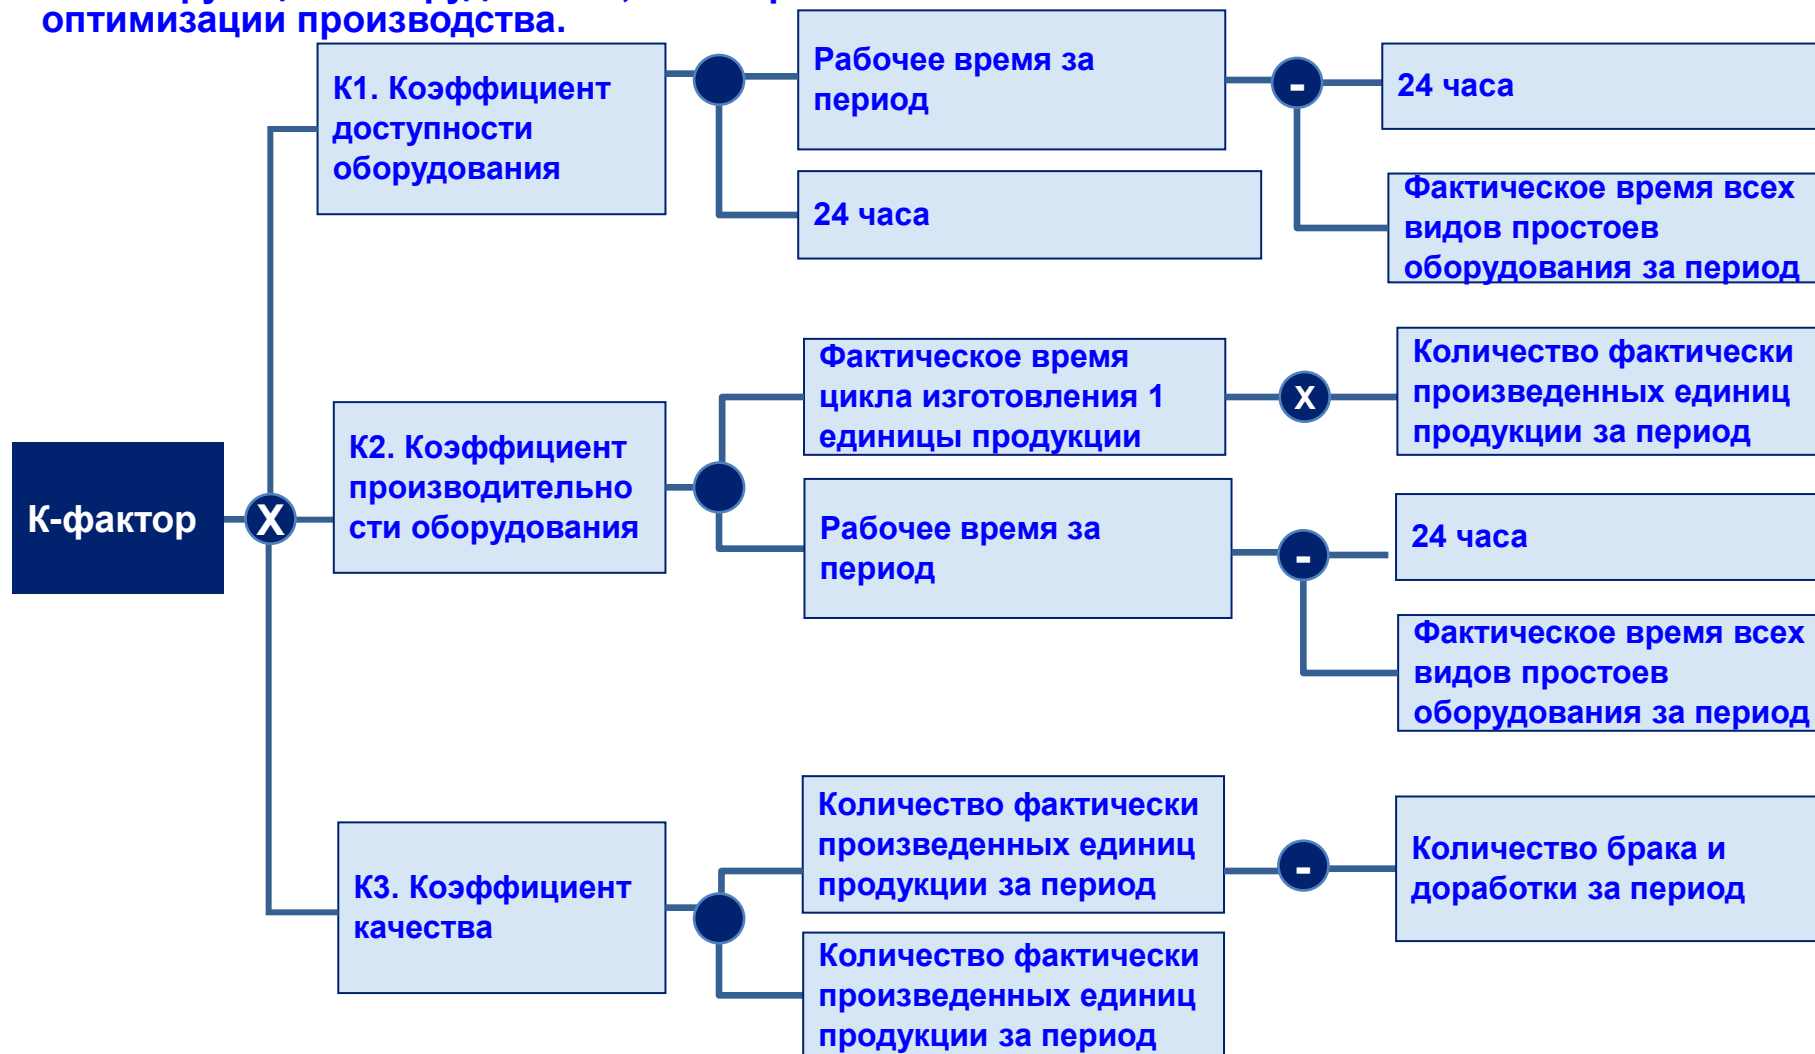 оптимизации производства.
К1. Коэффициент
доступности
оборудования
Рабочее время за
период
-
24 часа
24 часа
Фактическое время всех
видов простоев
оборудования за период
К-фактор
X
К2. Коэффициент
производительно
сти оборудования
Фактическое время
цикла изготовления 1
единицы продукции
X
Количество фактически
произведенных единиц
продукции за период
Рабочее время за
период
-
24 часа
Фактическое время всех
видов простоев
оборудования за период
К3. Коэффициент
качества
Количество фактически
произведенных единиц
продукции за период
-
Количество брака и
доработки за период
Количество фактически
произведенных единиц
продукции за период